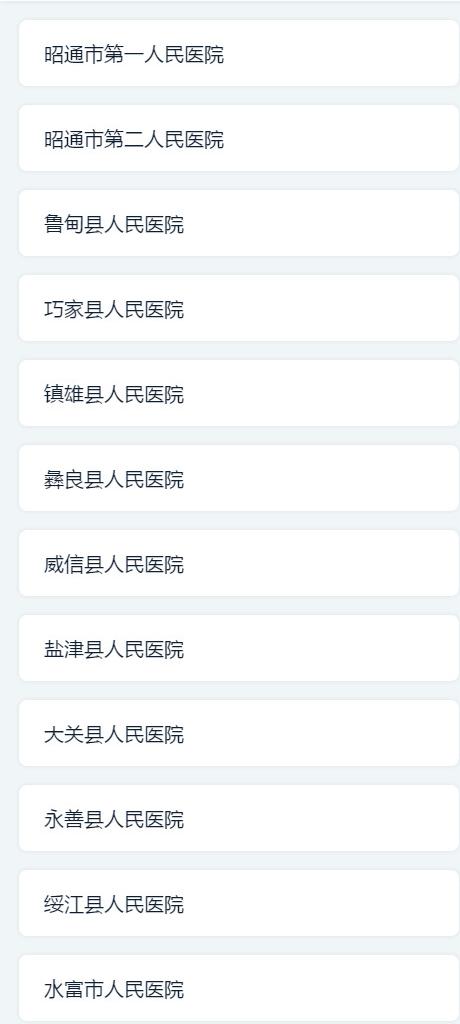 昭通市第一人民医院
昭通市第二人民医院
鲁甸县人民医院
巧家县人民医院
镇雄县人民医院
彝良县人民医院
威信县人民医院
盐津县人民医院
大关县人民医院
永善县人民医院
绥江县人民医院
水富市人民医院